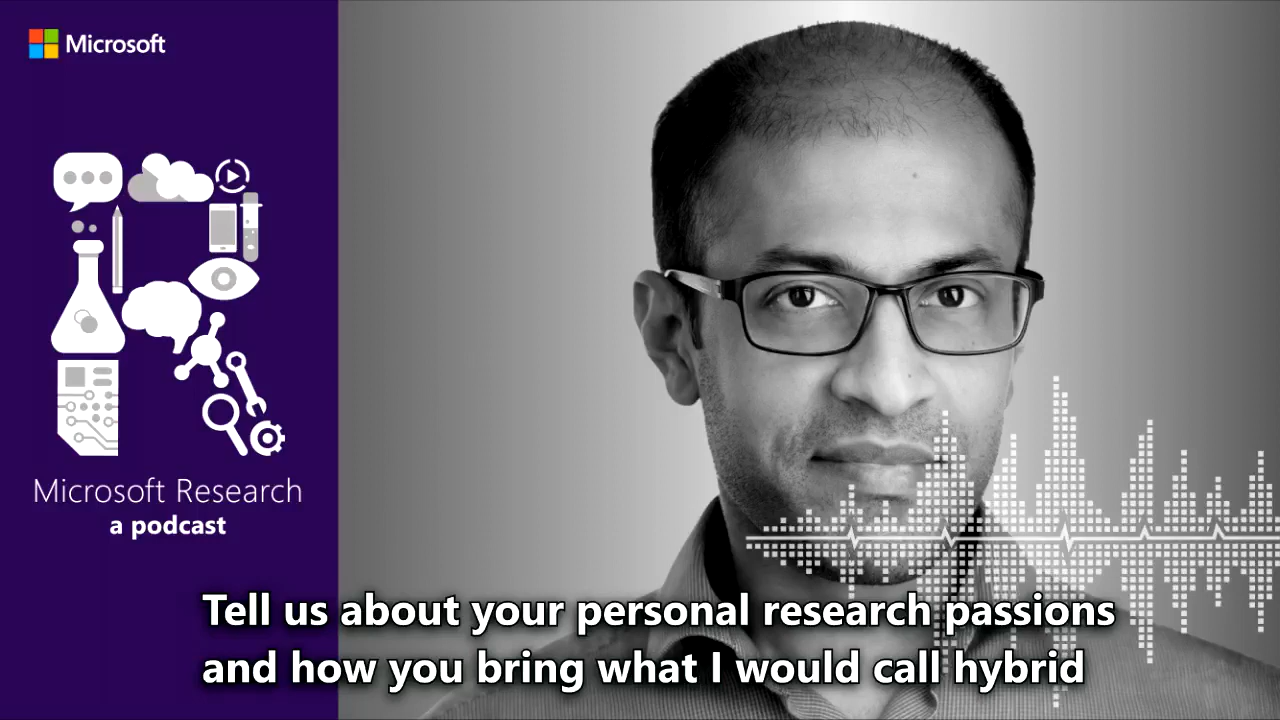 Microsoft
Microsoft Research
a podcast
Tell us about your personal research passions
and how you bring what I would call hybrid